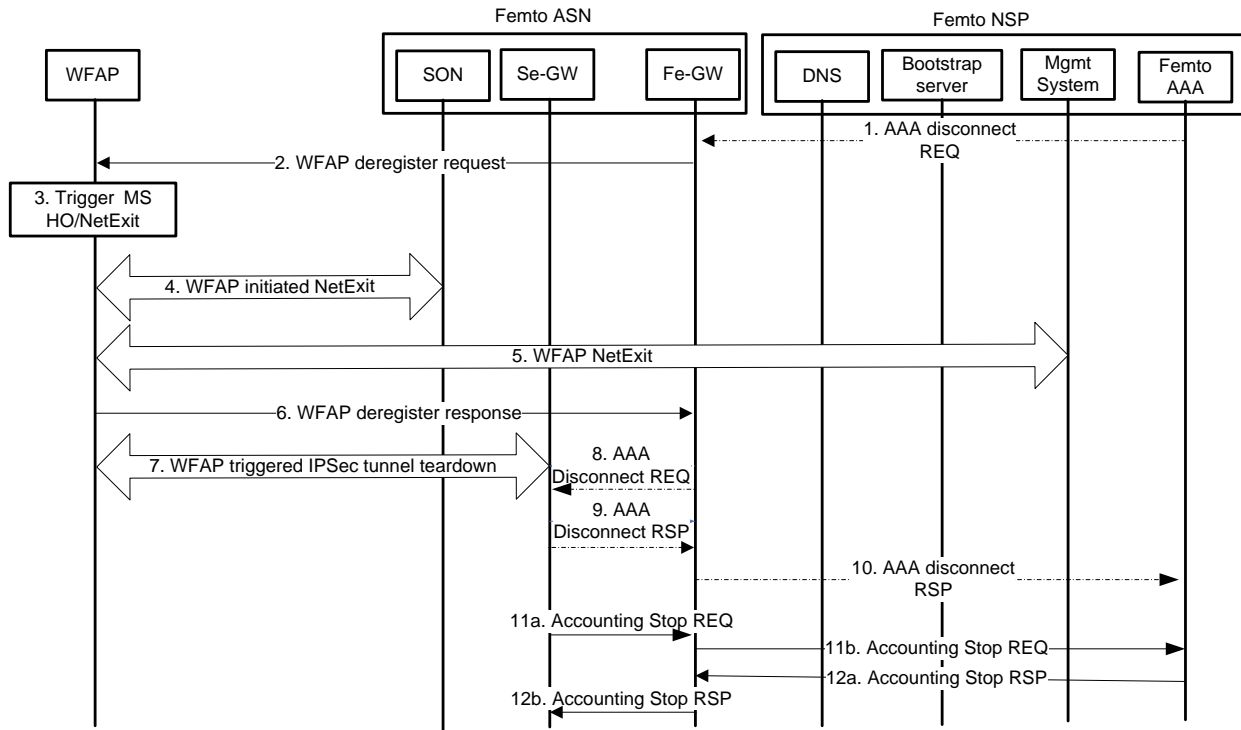 Femto ASN
Femto NSP
WFAP
SON
Se-GW
Fe-GW
DNS
Bootstrap
server
Mgmt
System
Femto
AAA
1. AAA disconnect
REQ
2. WFAP deregister request
3. Trigger MS
HO/NetExit
4. WFAP initiated NetExit
5. WFAP NetExit
6. WFAP deregister response
7. WFAP triggered IPSec tunnel teardown
8. AAA
Disconnect REQ
9. AAA
Disconnect RSP
10. AAA disconnect
RSP
11a. Accounting Stop REQ
11b. Accounting Stop REQ
12a. Accounting Stop RSP
12b. Accounting Stop RSP